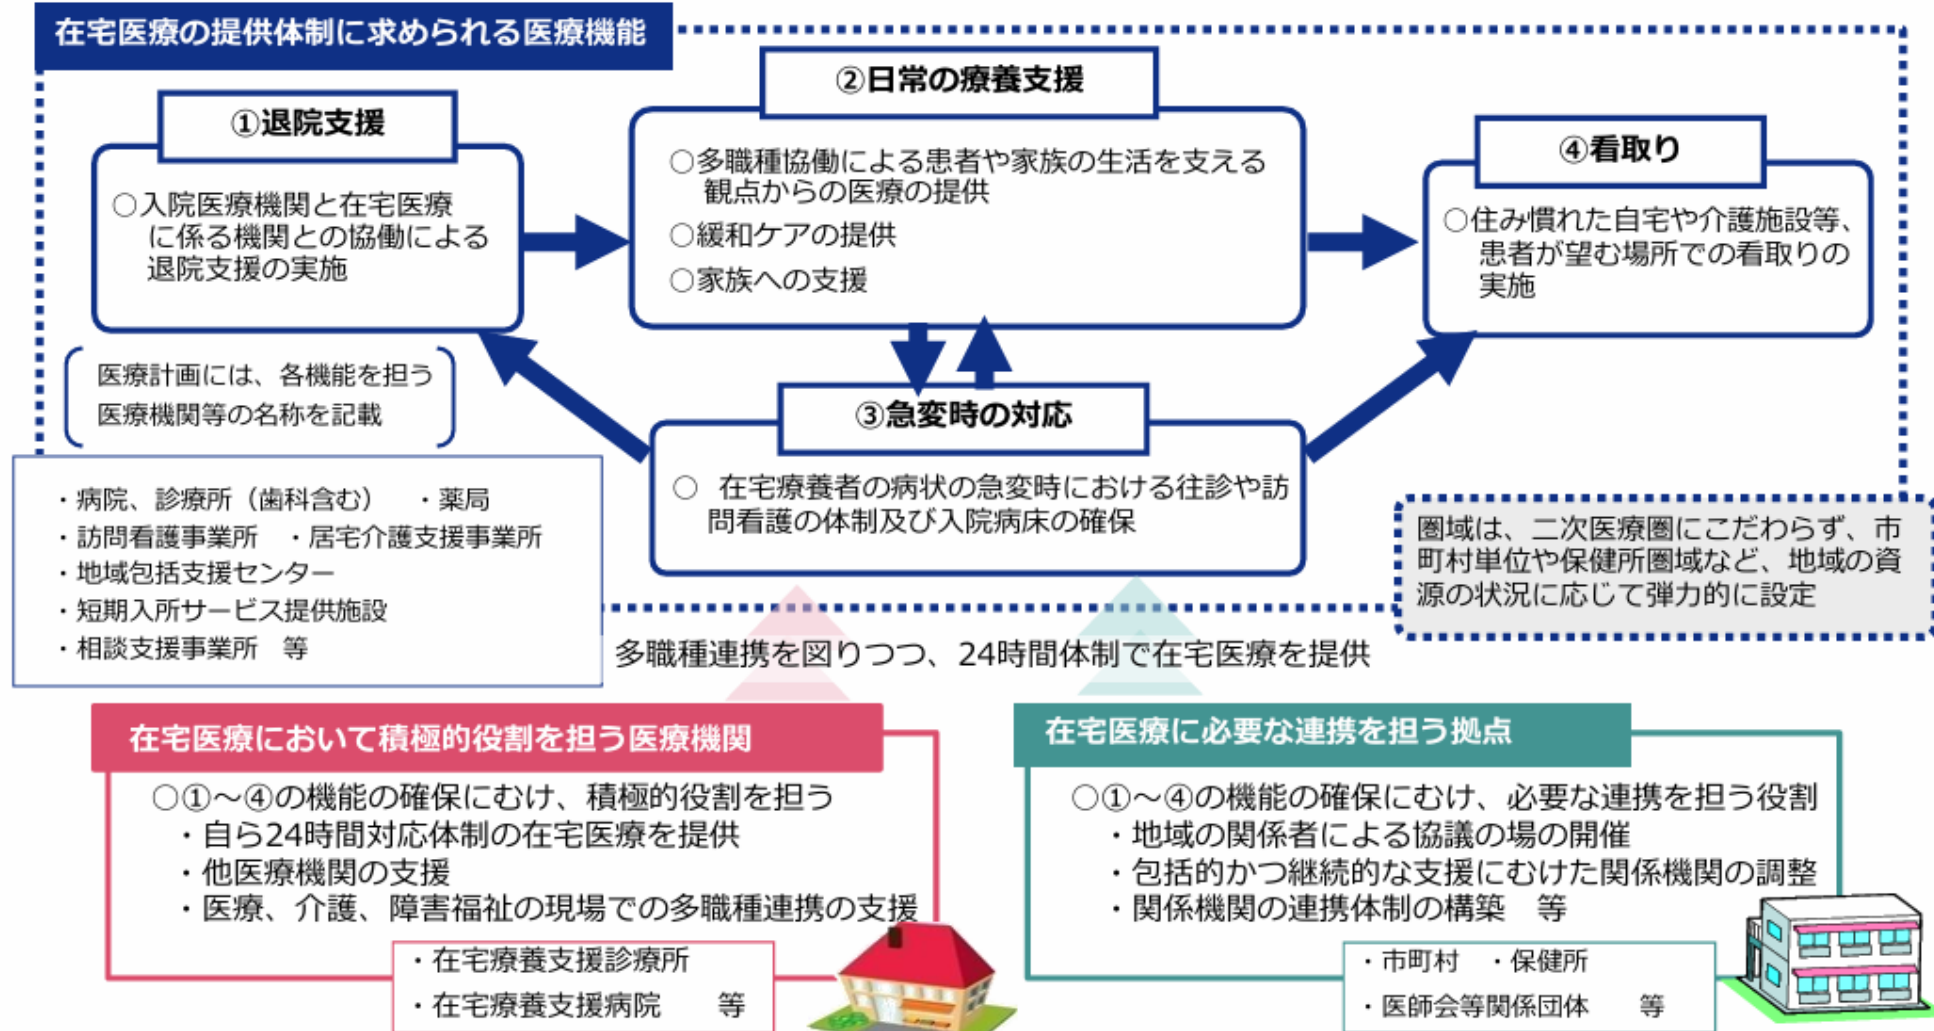 在宅医療の提供体制に求められる医療機能
①退院支援
○入院医療機関と在宅医療
に係る機関との協働による
退院支援の実施
②日常の療養支援
○多職種協働による患者や家族の生活を支える
観点からの医療の提供
○緩和ケアの提供
○家族への支援
④看取り
○住み慣れた自宅や介護施設等、
患者が望む場所での看取りの
実施
医療計画には、各機能を担う
医療機関等の名称を記載
③急変時の対応
○ 在宅療養者の病状の急変時における往診や訪
問看護の体制及び入院病床の確保
・病院、診療所（歯科含む） ・薬局
・訪問看護事業所 ・居宅介護支援事業所
・地域包括支援センター
・短期入所サービス提供施設
・相談支援事業所 等
圏域は、二次医療圏にこだわらず、市
町村単位や保健所圏域など、地域の資
源の状況に応じて弾力的に設定
多職種連携を図りつつ、24時間体制で在宅医療を提供
在宅医療において積極的役割を担う医療機関
○①～④の機能の確保にむけ、積極的役割を担う
・自ら24時間対応体制の在宅医療を提供
・他医療機関の支援
・医療、介護、障害福祉の現場での多職種連携の支援
・在宅療養支援診療所
・在宅療養支援病院 等
在宅医療に必要な連携を担う拠点
○①～④の機能の確保にむけ、必要な連携を担う役割
・地域の関係者による協議の場の開催
・包括的かつ継続的な支援にむけた関係機関の調整
・関係機関の連携体制の構築 等
・市町村 ・保健所
・医師会等関係団体 等